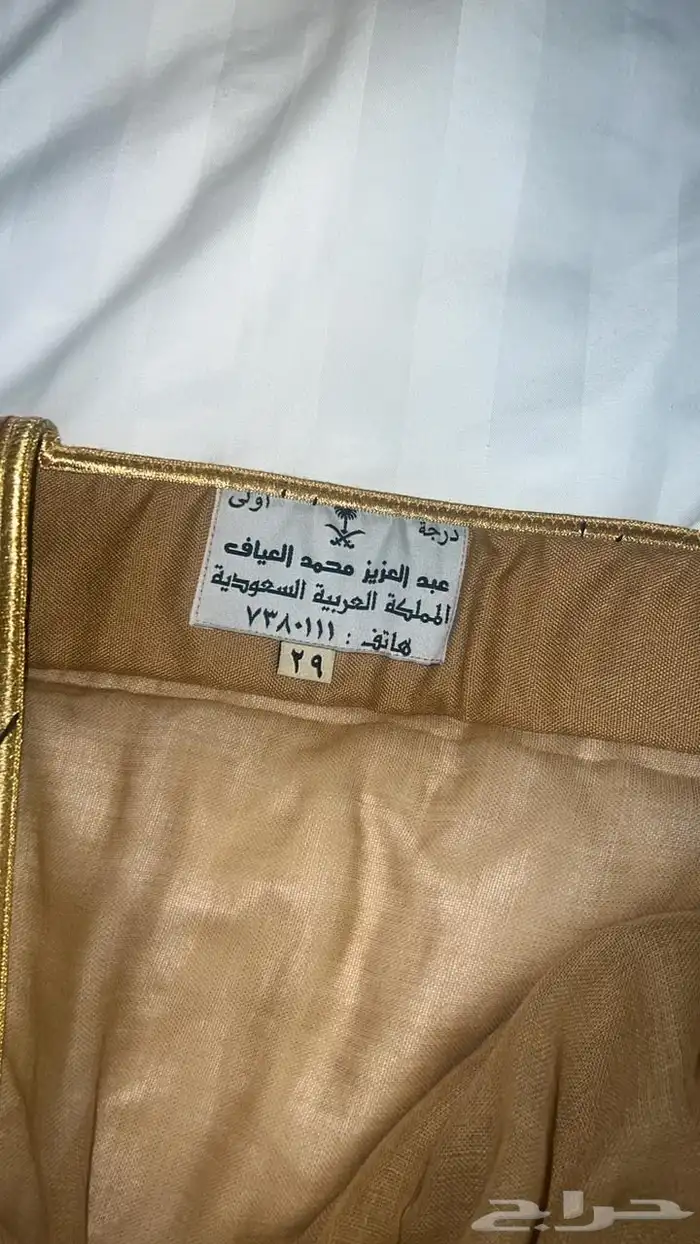 درجة أولى
عبد العزيز محمد العياف
المملكة العربية السعودية
هاتف : ٧٣٨٠١١١
٢٩
حراج